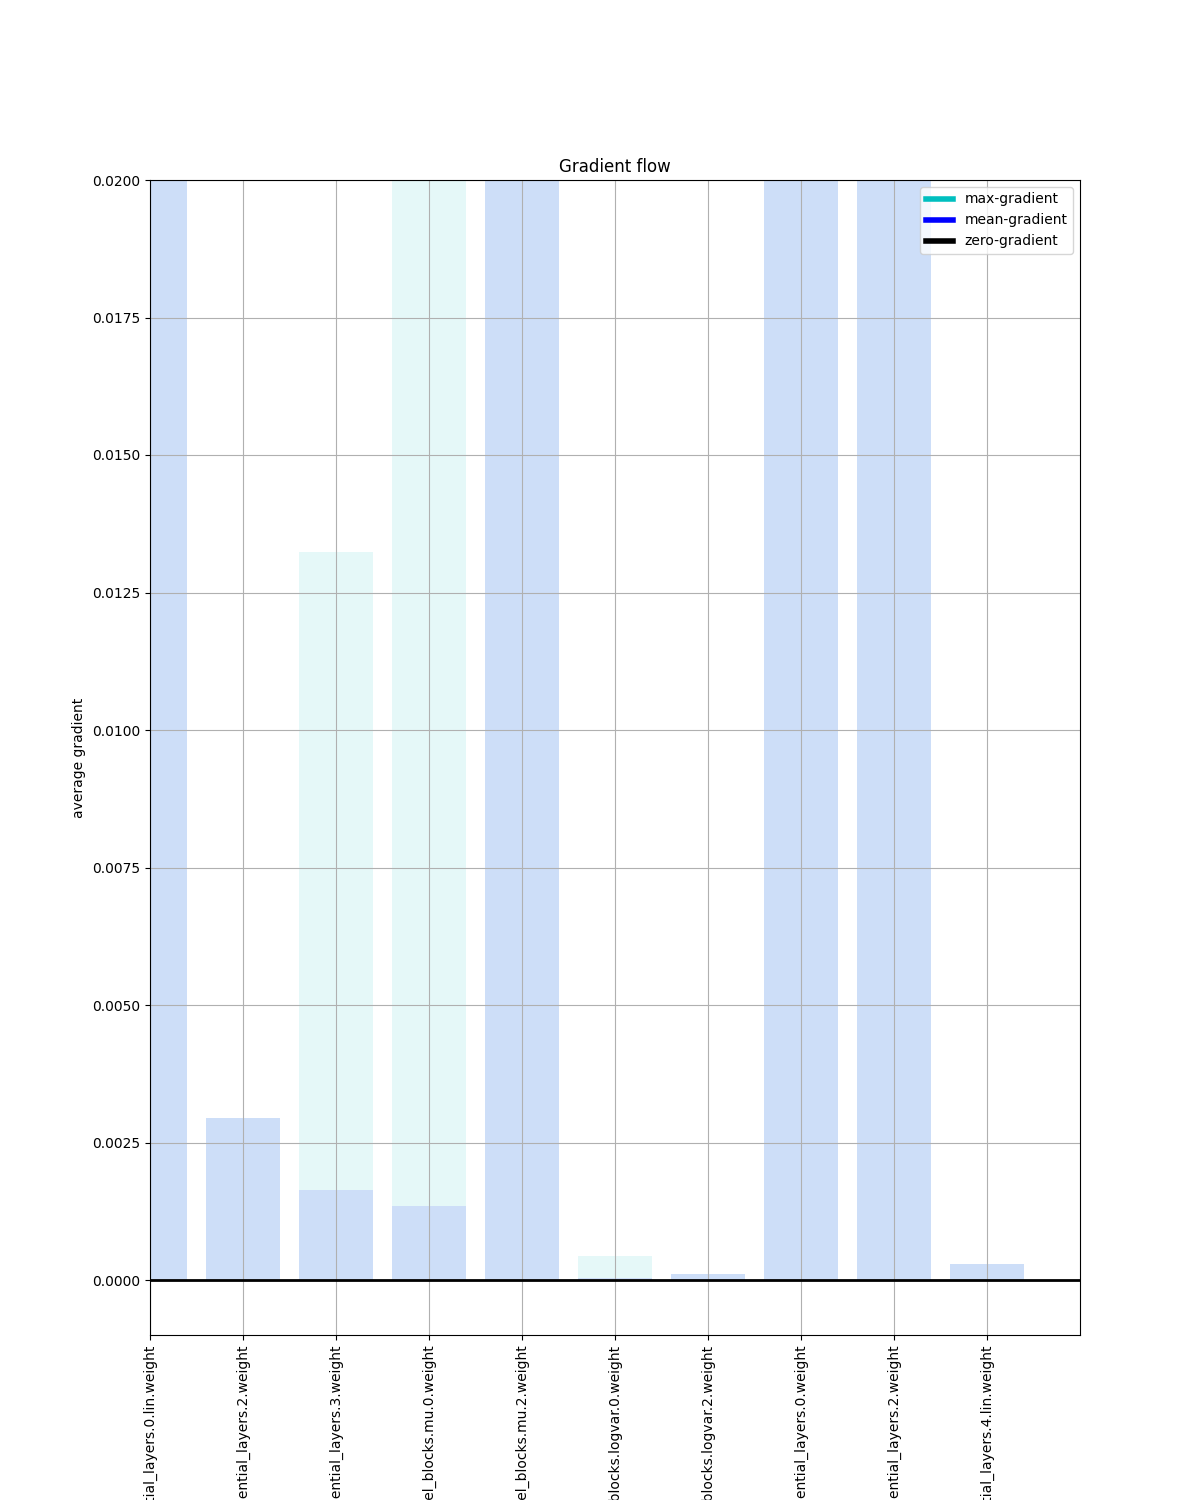 Gradient flow
max-gradient
mean-gradient
zero-gradient
0.0200
0.0175
0.0150
0.0125
0.0100
0.0075
0.0050
0.0025
0.0000
average gradient
tial_layers.0.lin.weight
ential_layers.2.weight
ential_layers.3.weight
el_blocks.mu.0.weight
el_blocks.mu.2.weight
blocks.logvar.0.weight
blocks.logvar.2.weight
ential_layers.0.weight
ential_layers.2.weight
tial_layers.4.lin.weight